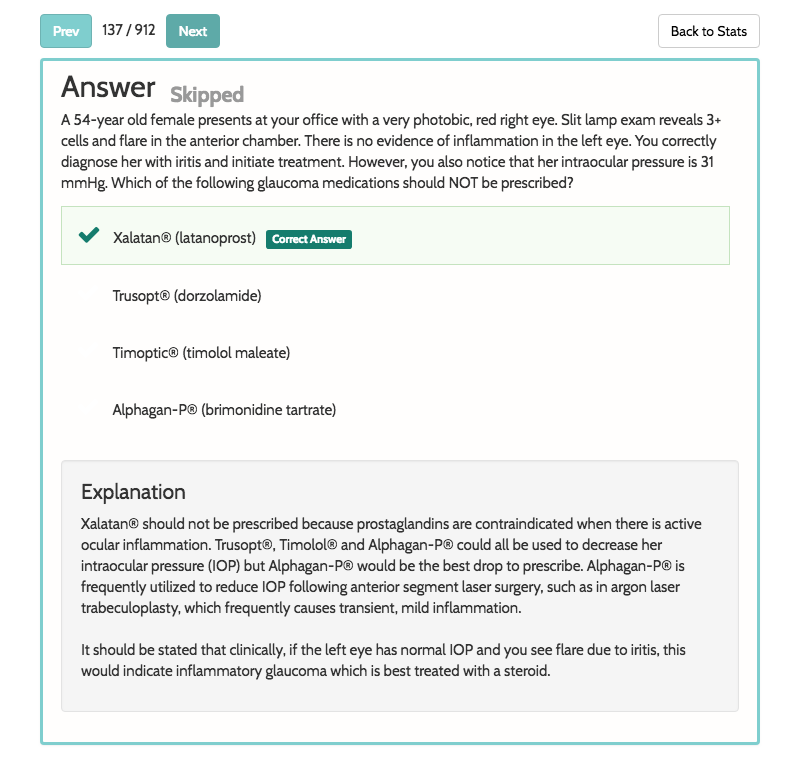 Prev 137 / 912 Next Back to Stats
Answer Skipped
A 54-year old female presents at your office with a very photobic, red right eye. Slit lamp exam reveals 3+
cells and flare in the anterior chamber. There is no evidence of inflammation in the left eye. You correctly
diagnose her with iritis and initiate treatment. However, you also notice that her intraocular pressure is 31
mmHg. Which of the following glaucoma medications should NOT be prescribed?
Xalatan® (latanoprost) Correct Answer
Trusopt® (dorzolamide)
Timoptic® (timolol maleate)
Alphagan-P® (brimonidine tartrate)
Explanation
Xalatan® should not be prescribed because prostaglandins are contraindicated when there is active
ocular inflammation. Trusopt®, Timolol® and Alphagan-P® could all be used to decrease her
intraocular pressure (IOP) but Alphagan-P® would be the best drop to prescribe. Alphagan-P® is
frequently utilized to reduce IOP following anterior segment laser surgery, such as in argon laser
trabeculoplasty, which frequently causes transient, mild inflammation.
It should be stated that clinically, if the left eye has normal IOP and you see flare due to iritis, this
would indicate inflammatory glaucoma which is best treated with a steroid.